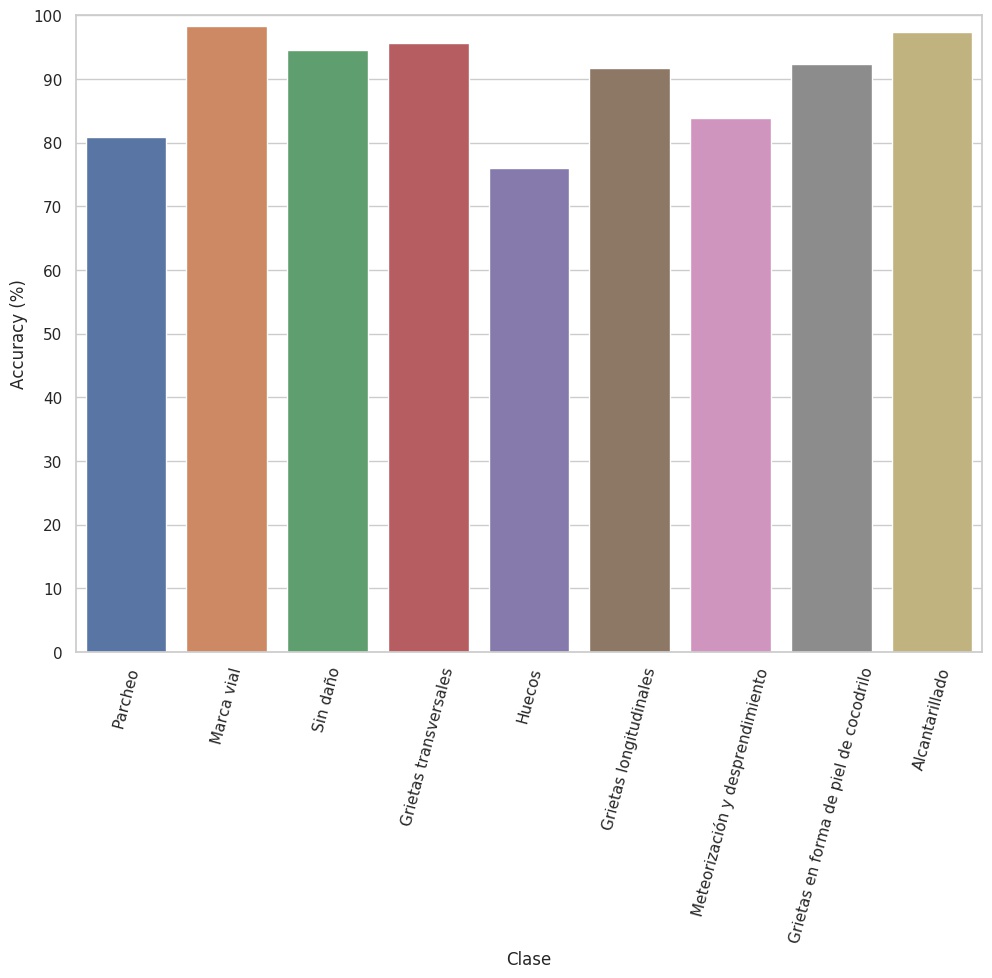 100
90
80
70
60
50
40
30
20
10
0
Accuracy (%)
Parcheo
Marca vial
Sin daño
Grietas transversales
Huecos
Grietas longitudinales
Meteorización y desprendimiento
Grietas en forma de piel de cocodrilo
Alcantarillado
Clase